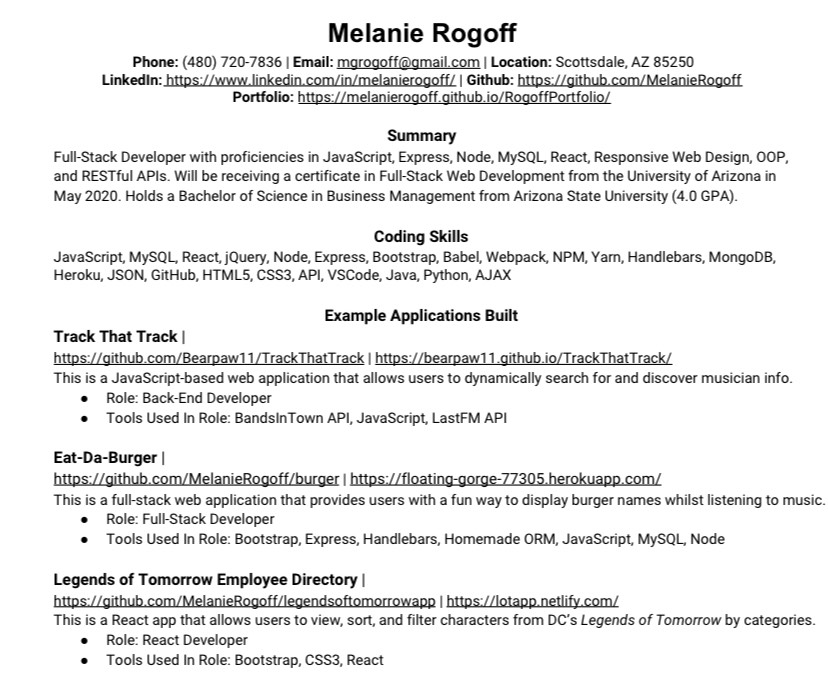 Melanie Rogoff
Phone: (480) 720-7836 | Email: mgrogoff@gmail.com | Location: Scottsdale, AZ 85250
LinkedIn: https://www.linkedin.com/in/melanierogoff/ | Github: https://github.com/MelanieRogoff
Portfolio: https://melanierogoff.github.io/RogoffPortfolio/
Summary
Full-Stack Developer with proficiencies in JavaScript, Express, Node, MySQL, React, Responsive Web Design, OOP,
and RESTful APIs. Will be receiving a certificate in Full-Stack Web Development from the University of Arizona in
May 2020. Holds a Bachelor of Science in Business Management from Arizona State University (4.0 GPA).
Coding Skills
JavaScript, MySQL, React, jQuery, Node, Express, Bootstrap, Babel, Webpack, NPM, Yarn, Handlebars, MongoDB,
Heroku, JSON, GitHub, HTML5, CSS3, API, VSCode, Java, Python, AJAX
Example Applications Built
Track That Track |
https://github.com/Bearpaw11/TrackThatTrack | https://bearpaw11.github.io/TrackThatTrack/
This is a JavaScript-based web application that allows users to dynamically search for and discover musician info.
● Role: Back-End Developer
● Tools Used In Role: BandsInTown API, JavaScript, LastFM API
Eat-Da-Burger |
https://github.com/MelanieRogoff/burger | https://floating-gorge-77305.herokuapp.com/
This is a full-stack web application that provides users with a fun way to display burger names whilst listening to music.
● Role: Full-Stack Developer
● Tools Used In Role: Bootstrap, Express, Handlebars, Homemade ORM, JavaScript, MySQL, Node
Legends of Tomorrow Employee Directory |
https://github.com/MelanieRogoff/legendsoftomorrowapp | https://lotapp.netlify.com/
This is a React app that allows users to view, sort, and filter characters from DC's Legends of Tomorrow by categories.
● Role: React Developer
● Tools Used In Role: Bootstrap, CSS3, React